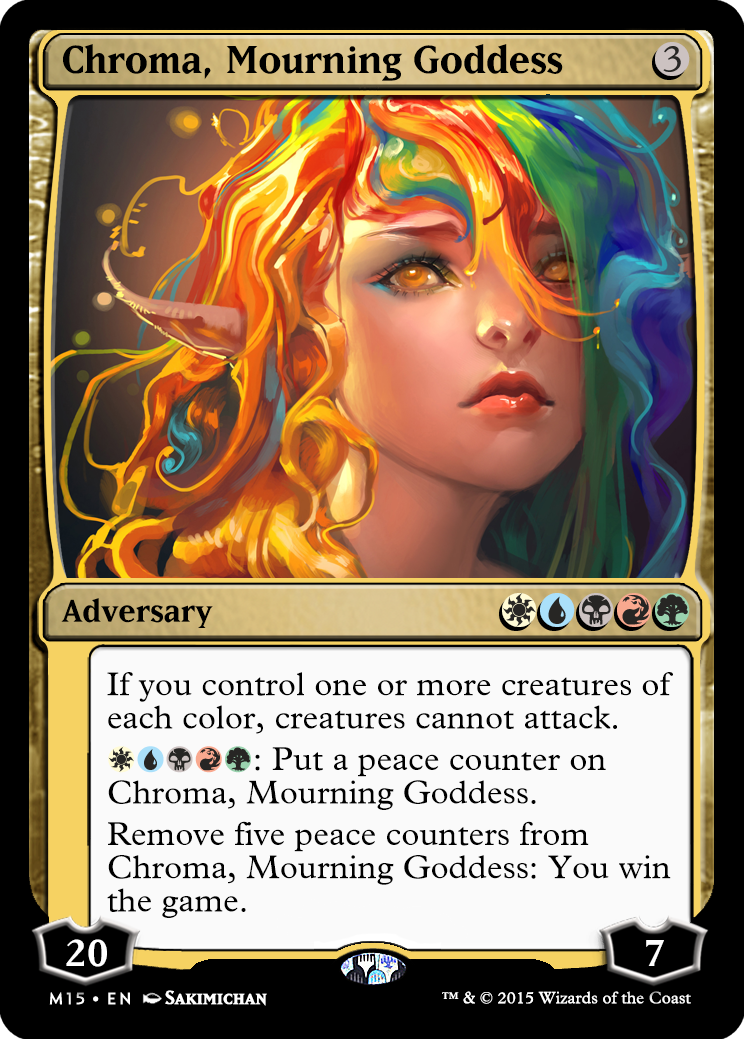 Chroma, Mourning Goddess 3
Adversary
If you control one or more creatures of
each color, creatures cannot attack.
: Put a peace counter on
Chroma, Mourning Goddess.
Remove five peace counters from
Chroma, Mourning Goddess: You win
the game.
20 7
M15 • EN SAKIMICHAN ™ & © 2015 Wizards of the Coast